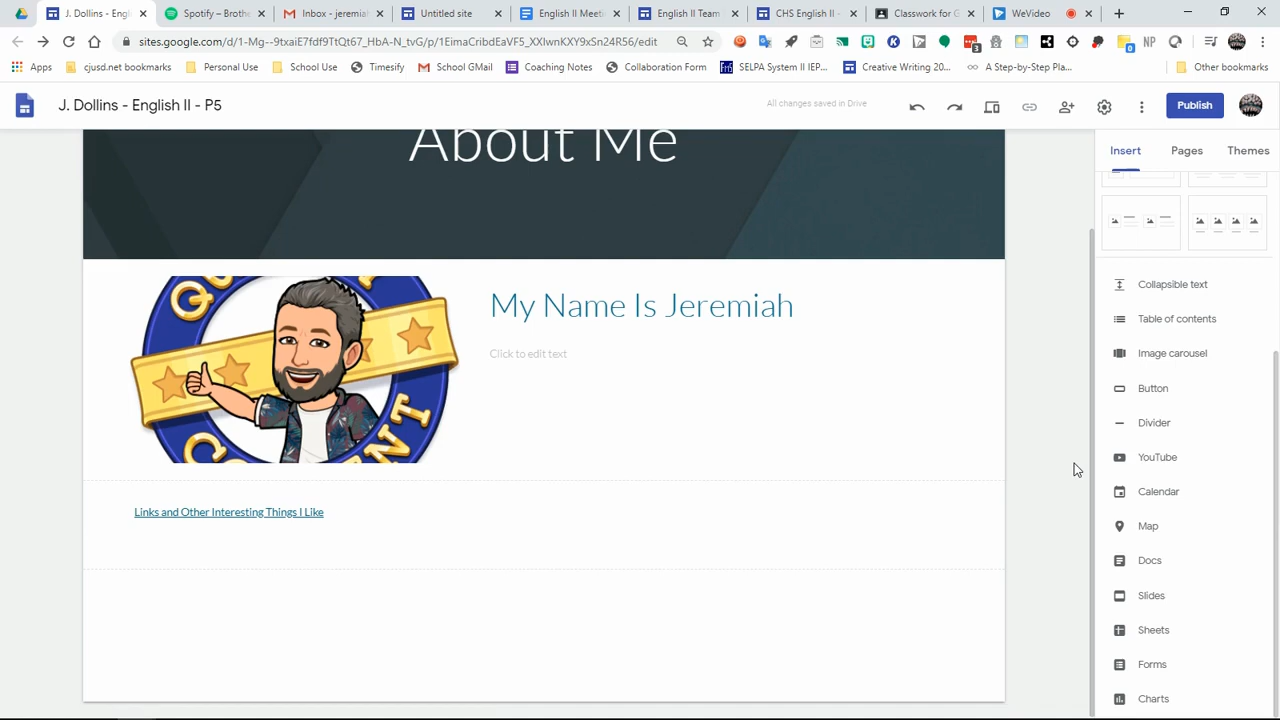 J. Dollins - Engl
Spotify – Brothe
Inbox - jeremiah
Untitled site
English II Meeti
English II Team
CHS English II -
Classwork for G
WeVideo
sites.google.com/d/1-Mg--9txaiE7fdf9TtQt67_HbA-N_tvG/p/1EimaCribdEaVF5_XXIwnKXY9xSn24R56/edit
Apps
cjusd.net bookmarks
Personal Use
School Use
Timesify
School GMail
Coaching Notes
Collaboration Form
SELPA System II IEP...
Creative Writing 20...
A Step-by-Step Pla...
Other bookmarks
J. Dollins - English II - P5
All changes saved in Drive
Publish
Insert
Pages
Themes
About Me
My Name Is Jeremiah
Click to edit text
Links and Other Interesting Things I Like
Collapsible text
Table of contents
Image carousel
Button
Divider
YouTube
Calendar
Map
Docs
Slides
Sheets
Forms
Charts